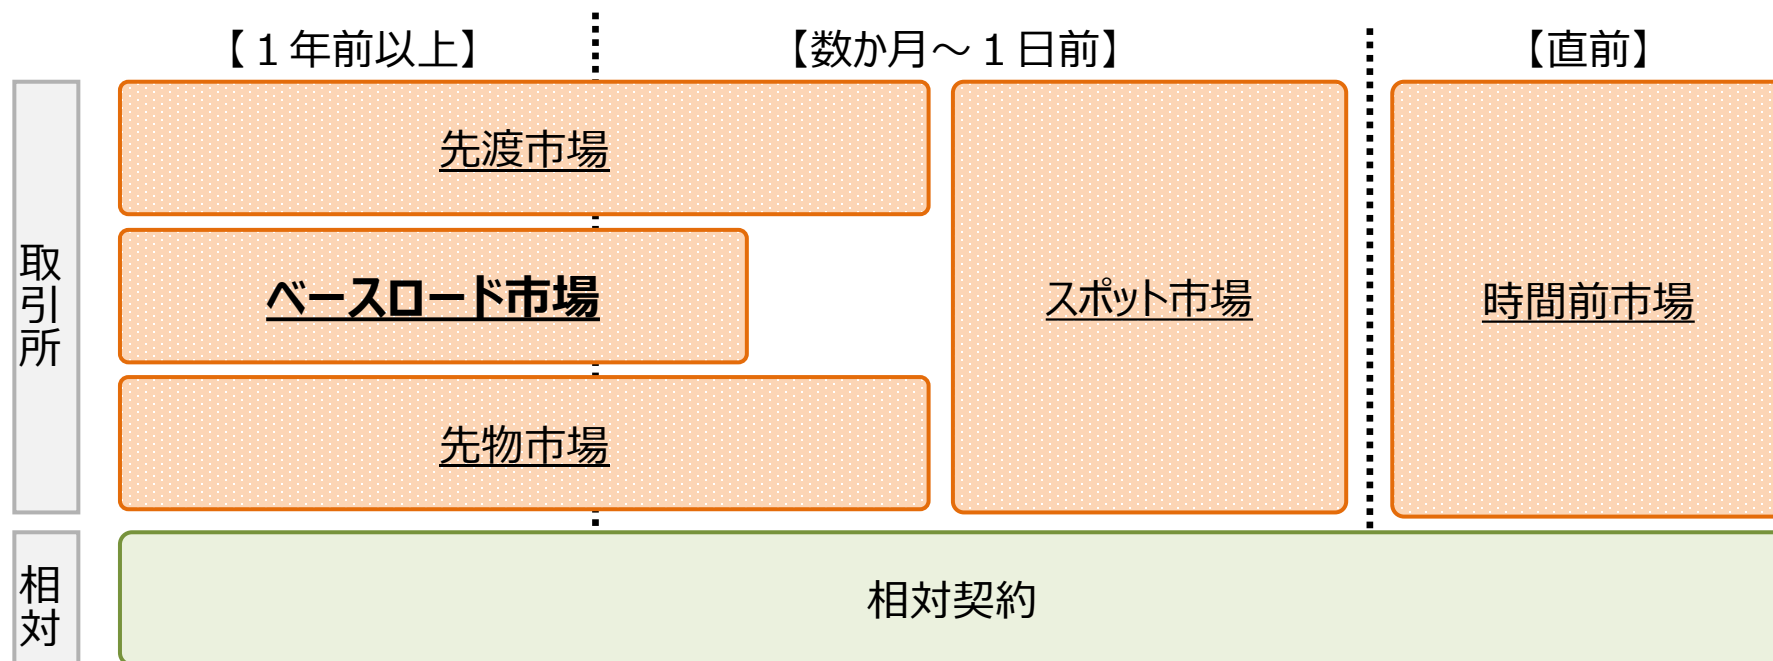 【１年前以上】
【数か月～１日前】
【直前】
取引所
先渡市場
ベースロード市場
先物市場
スポット市場
時間前市場
相対
相対契約